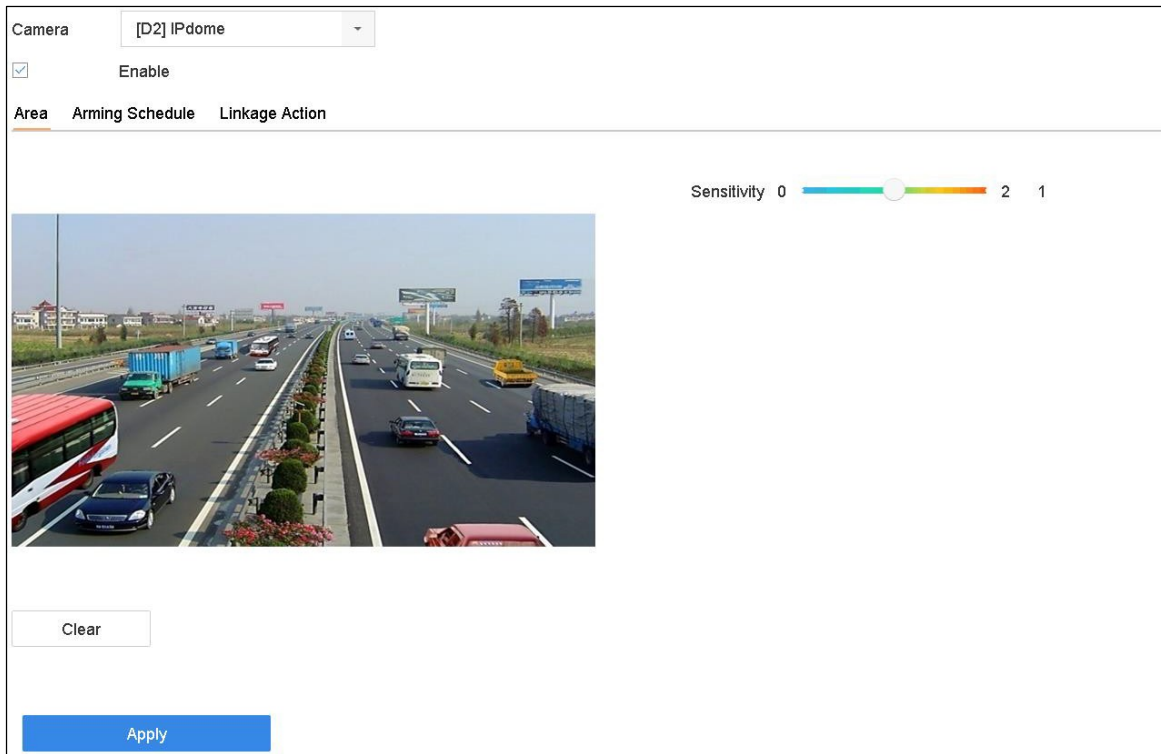 Camera [D2] IPdome
Enable
Area Arming Schedule Linkage Action
Sensitivity 0 2 1
Clear
Apply